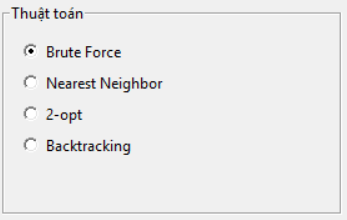 Thuật toán
Brute Force
Nearest Neighbor
2-opt
Backtracking